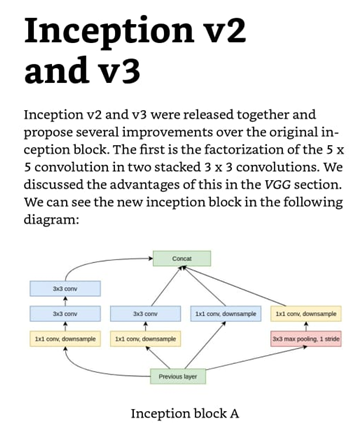 Inception v2
and v3
Inception v2 and v3 were released together and
propose several improvements over the original in-
ception block. The first is the factorization of the 5 x
5 convolution in two stacked 3 x 3 convolutions. We
discussed the advantages of this in the VGG section.
We can see the new inception block in the following
diagram:
Concat
3x3 conv
3x3 conv
3x3 conv
1x1 conv, downsample
1x1 conv, downsample
1x1 conv, downsample
1x1 conv, downsample
3x3 max pooling, 1 stride
Previous layer
Inception block A